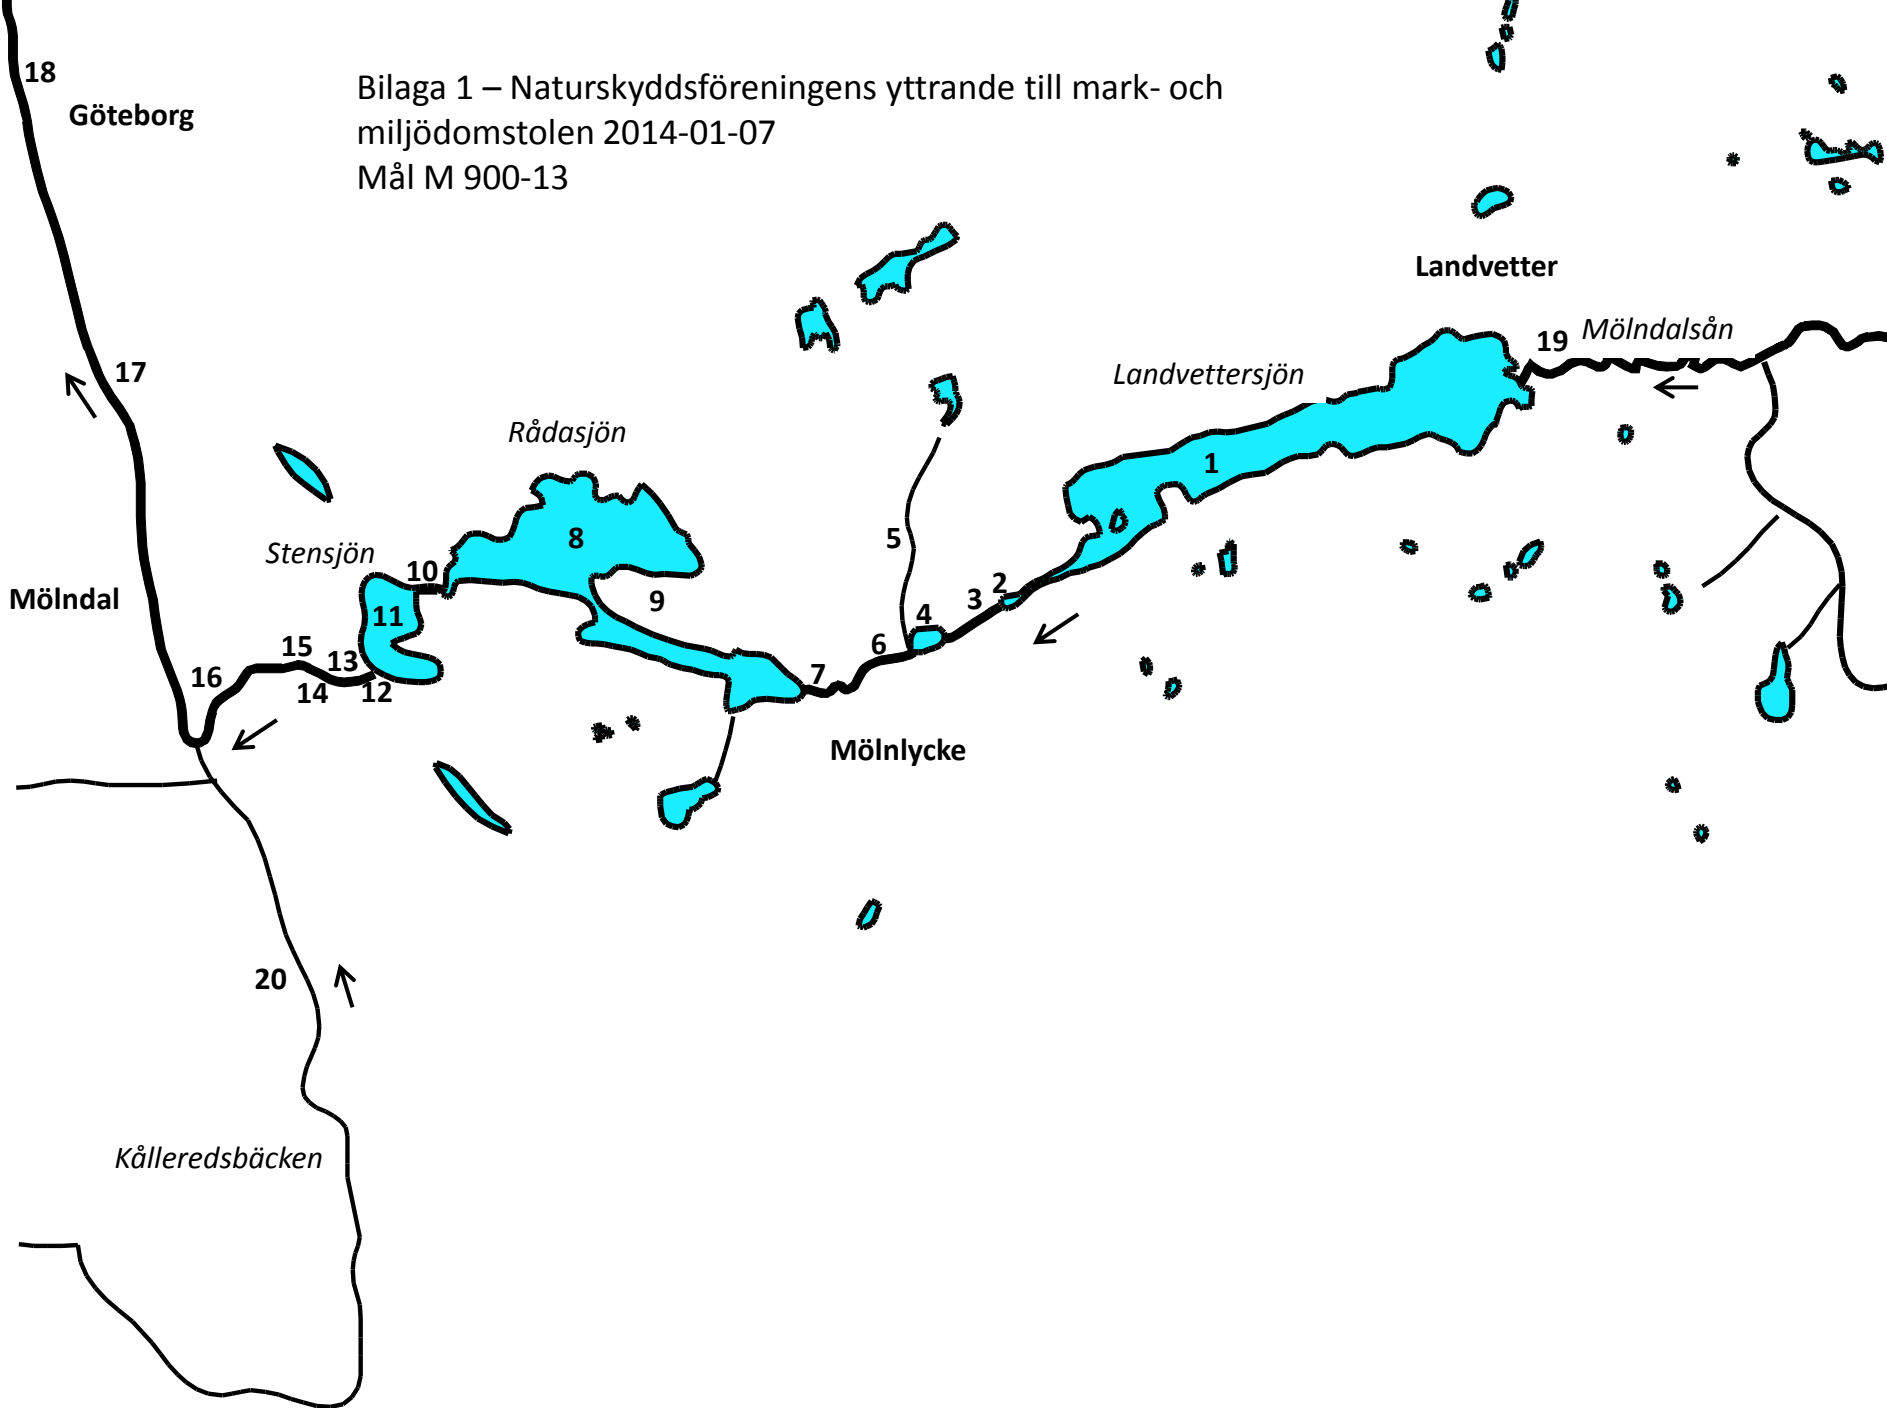 18
Göteborg
Bilaga 1 – Naturskyddsföreningens yttrande till mark- och
miljödomstolen 2014-01-07
Mål M 900-13
Landvetter
19
Mölndalsån
17
Landvettersjön
Rådasjön
1
5
8
Stensjön
10
Mölndal
11
9
4
3
2
15
13
6
16
14
12
7
Mölnlycke
20
Kålleredsbäcken